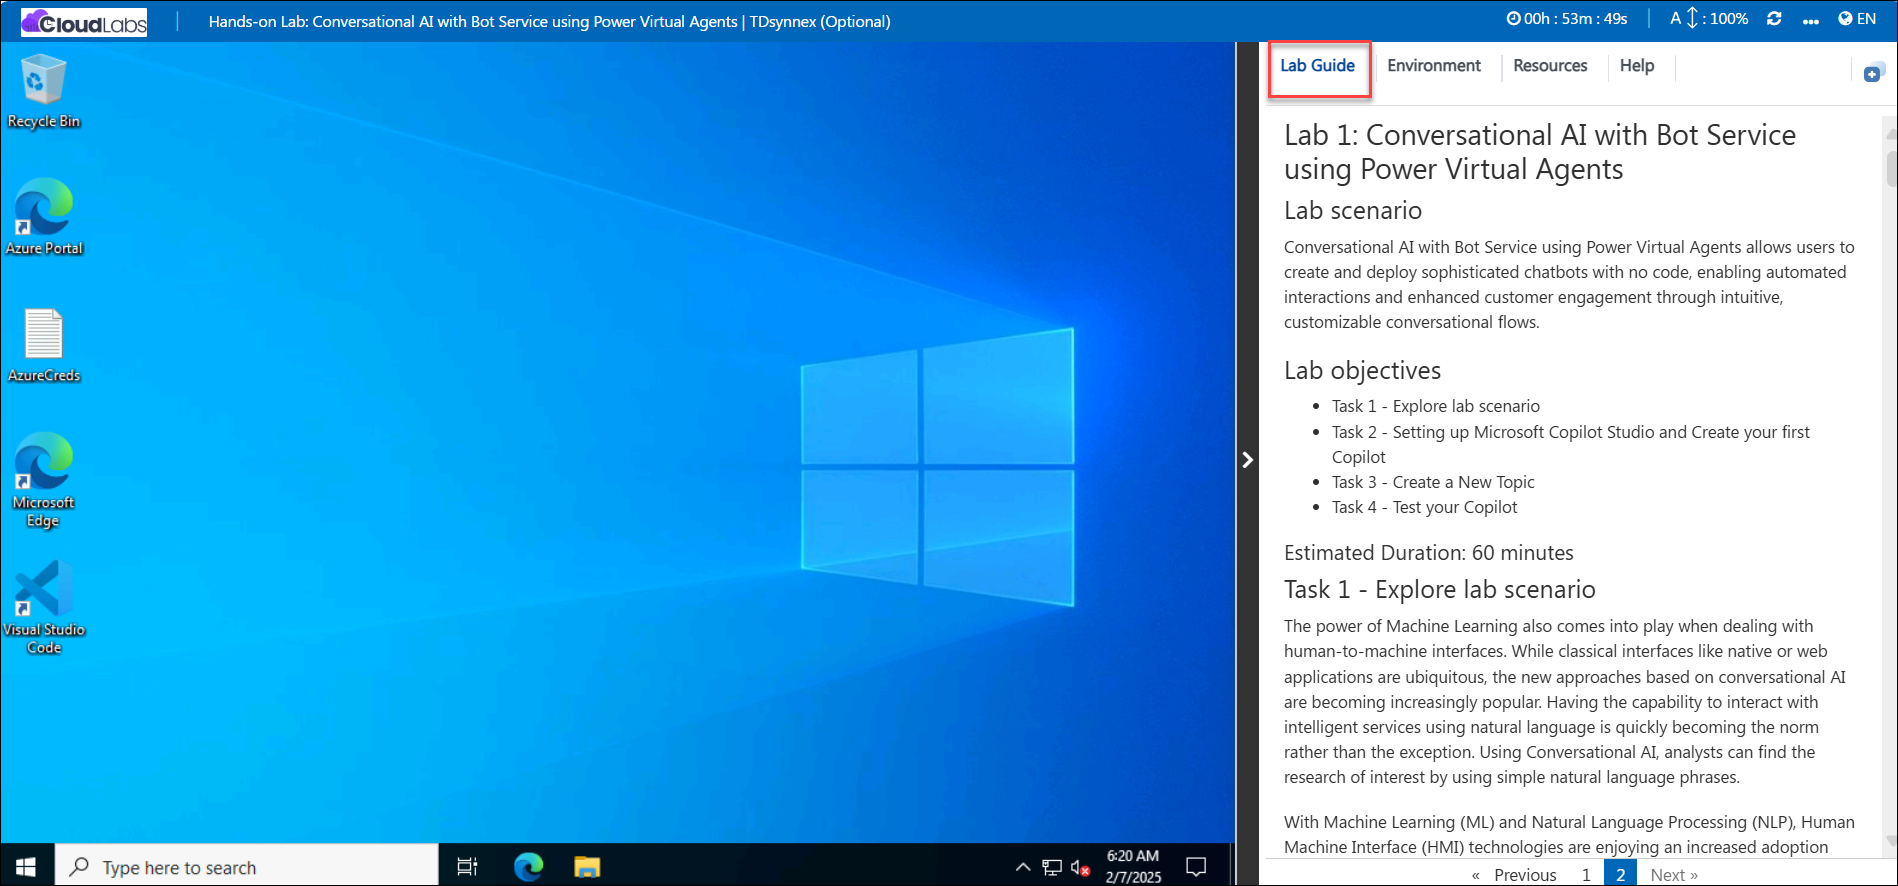 CloudLabs
Hands-on Lab: Conversational AI with Bot Service using Power Virtual Agents | TDsynnex (Optional)
00h : 53m : 49s
A : 100%
EN
Recycle Bin
Azure Portal
AzureCreds
Microsoft
Edge
Visual Studio
Code
Type here to search
6:20 AM
2/7/2025
Lab Guide
Environment
Resources
Help
Lab 1: Conversational AI with Bot Service
using Power Virtual Agents
Lab scenario
Conversational AI with Bot Service using Power Virtual Agents allows users to
create and deploy sophisticated chatbots with no code, enabling automated
interactions and enhanced customer engagement through intuitive,
customizable conversational flows.
Lab objectives
• Task 1 - Explore lab scenario
• Task 2 - Setting up Microsoft Copilot Studio and Create your first
Copilot
• Task 3 - Create a New Topic
• Task 4 - Test your Copilot
Estimated Duration: 60 minutes
Task 1 - Explore lab scenario
The power of Machine Learning also comes into play when dealing with
human-to-machine interfaces. While classical interfaces like native or web
applications are ubiquitous, the new approaches based on conversational AI
are becoming increasingly popular. Having the capability to interact with
intelligent services using natural language is quickly becoming the norm
rather than the exception. Using Conversational AI, analysts can find the
research of interest by using simple natural language phrases.
With Machine Learning (ML) and Natural Language Processing (NLP), Human
Machine Interface (HMI) technologies are enjoying an increased adoption
« Previous 1 2 Next »